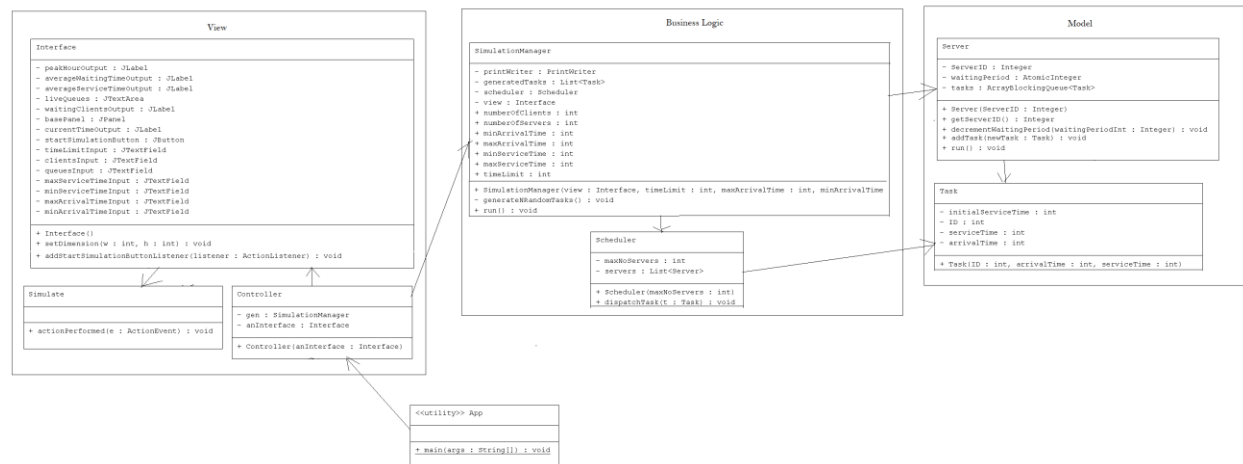 View
Interface
- peakHourOutput : JLabel
- averageWaitingTimeOutput : JLabel
- averageServiceTimeOutput : JLabel
- liveQueues : JTextArea
- waitingClientsOutput : JLabel
- basePanel : JPanel
- currentTimeOutput : JLabel
- startSimulationButton : JButton
- timeLimitInput : JTextField
- clientsInput : JTextField
- queuesInput : JTextField
- maxServiceTimeInput : JTextField
- minServiceTimeInput : JTextField
- maxArrivalTimeInput : JTextField
- minArrivalTimeInput : JTextField
+ Interface()
+ setDimension(w : int, h : int) : void
+ addStartSimulationButtonListener(listener : ActionListener) : void
Simulate
+ actionPerformed(e : ActionEvent) : void
Controller
- gen : SimulationManager
- anInterface : Interface
+ Controller(anInterface : Interface)
<<utility>> App
+ main(args : String[]) : void
Business Logic
SimulationManager
- printWriter : PrintWriter
- generatedTasks : List<Task>
- scheduler : Scheduler
- view : Interface
+ numberOfClients : int
+ numberOfServers : int
+ minArrivalTime : int
+ maxArrivalTime : int
+ minServiceTime : int
+ maxServiceTime : int
+ timeLimit : int
+ SimulationManager(view : Interface, timeLimit : int, maxArrivalTime : int, minArrivalTime
- generateNRandomTasks() : void
+ run() : void
Scheduler
- maxNoServers : int
- servers : List<Server>
+ Scheduler(maxNoServers : int)
+ dispatchTask(t : Task) : void
Model
Server
- ServerID : Integer
- waitingPeriod : AtomicInteger
- tasks : ArrayBlockingQueue<Task>
+ Server(ServerID : Integer)
+ getServerID() : Integer
+ decrementWaitingPeriod(waitingPeriodInt : Integer) : void
+ addTask(newTask : Task) : void
+ run() : void
Task
- initialServiceTime : int
- ID : int
- serviceTime : int
- arrivalTime : int
+ Task(ID : int, arrivalTime : int, serviceTime : int)